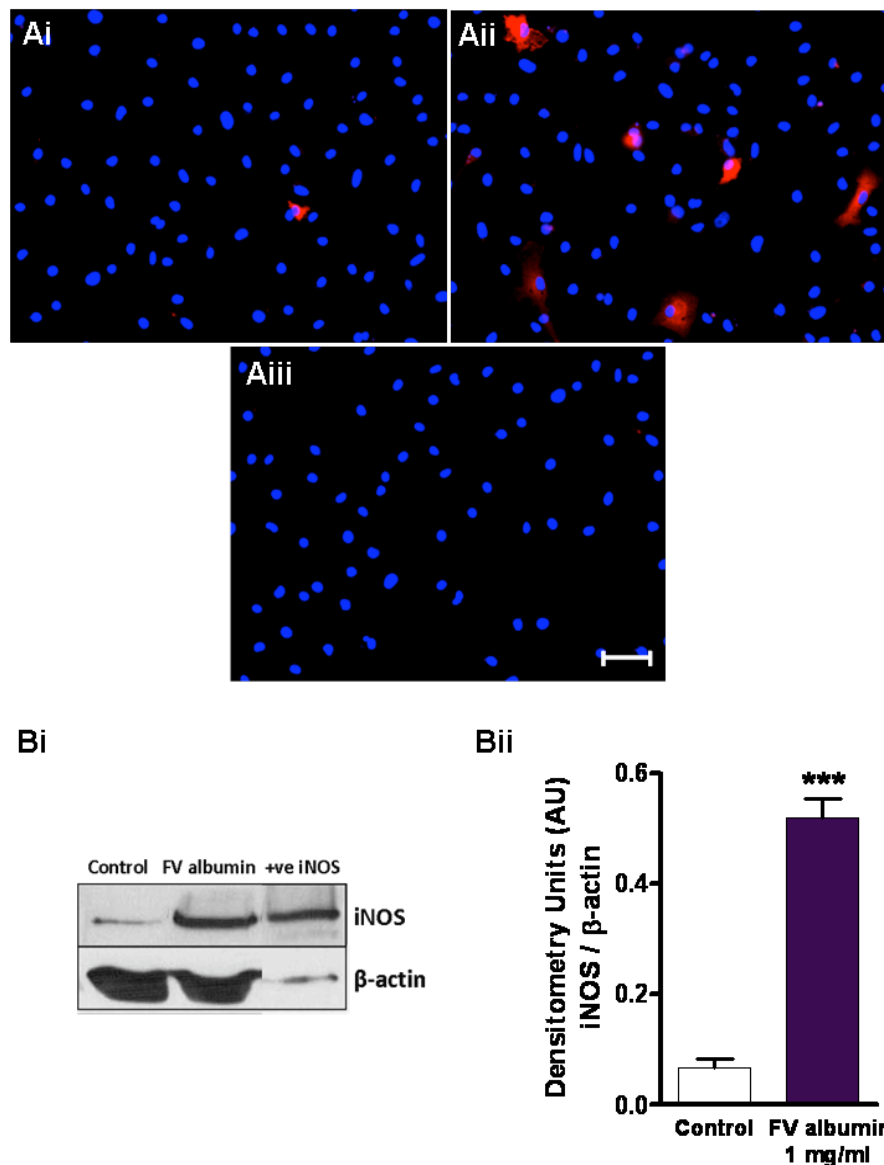 Ai
Aii
Aiii
Bi
Control FV albumin +ve iNOS
iNOS
β-actin
Bii
Densitometry Units (AU)
iNOS / β-actin
0.6
0.4
0.2
0.0
***
Control FV albumin
1 mg/ml